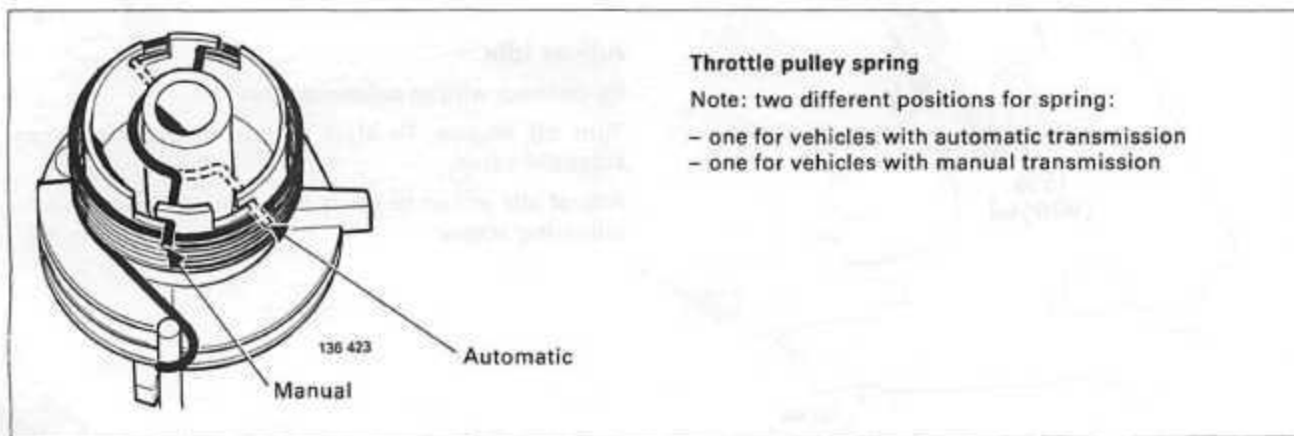 Throttle pulley spring
Note: two different positions for spring:
– one for vehicles with automatic transmission
– one for vehicles with manual transmission
136 423
Automatic
Manual